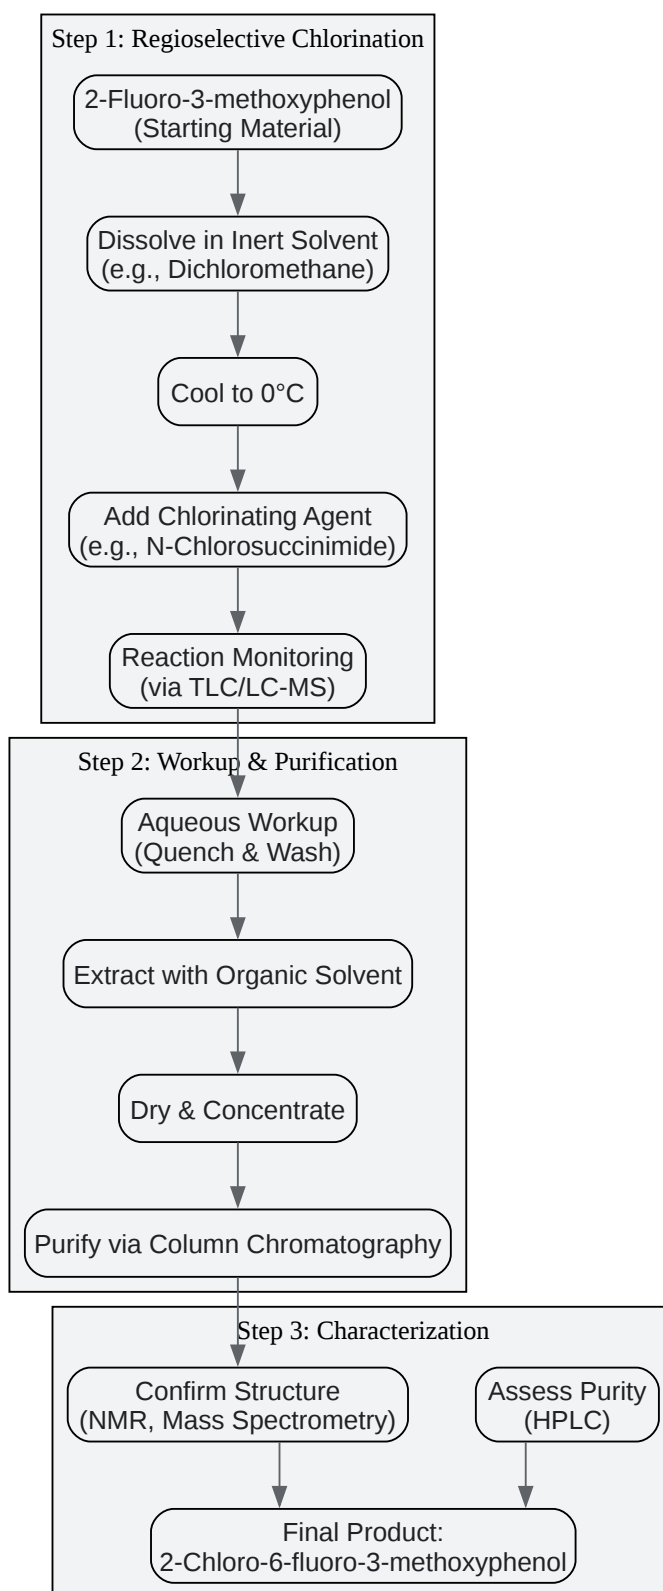 Step 1: Regioselective Chlorination
2-Fluoro-3-methoxyphenol
(Starting Material)
Dissolve in Inert Solvent
(e.g., Dichloromethane)
Cool to 0°C
Add Chlorinating Agent
(e.g., N-Chlorosuccinimide)
Reaction Monitoring
(via TLC/LC-MS)
Step 2: Workup & Purification
Aqueous Workup
(Quench & Wash)
Extract with Organic Solvent
Dry & Concentrate
Purify via Column Chromatography
Step 3: Characterization
Confirm Structure
(NMR, Mass Spectrometry)
Assess Purity
(HPLC)
Final Product:
2-Chloro-6-fluoro-3-methoxyphenol